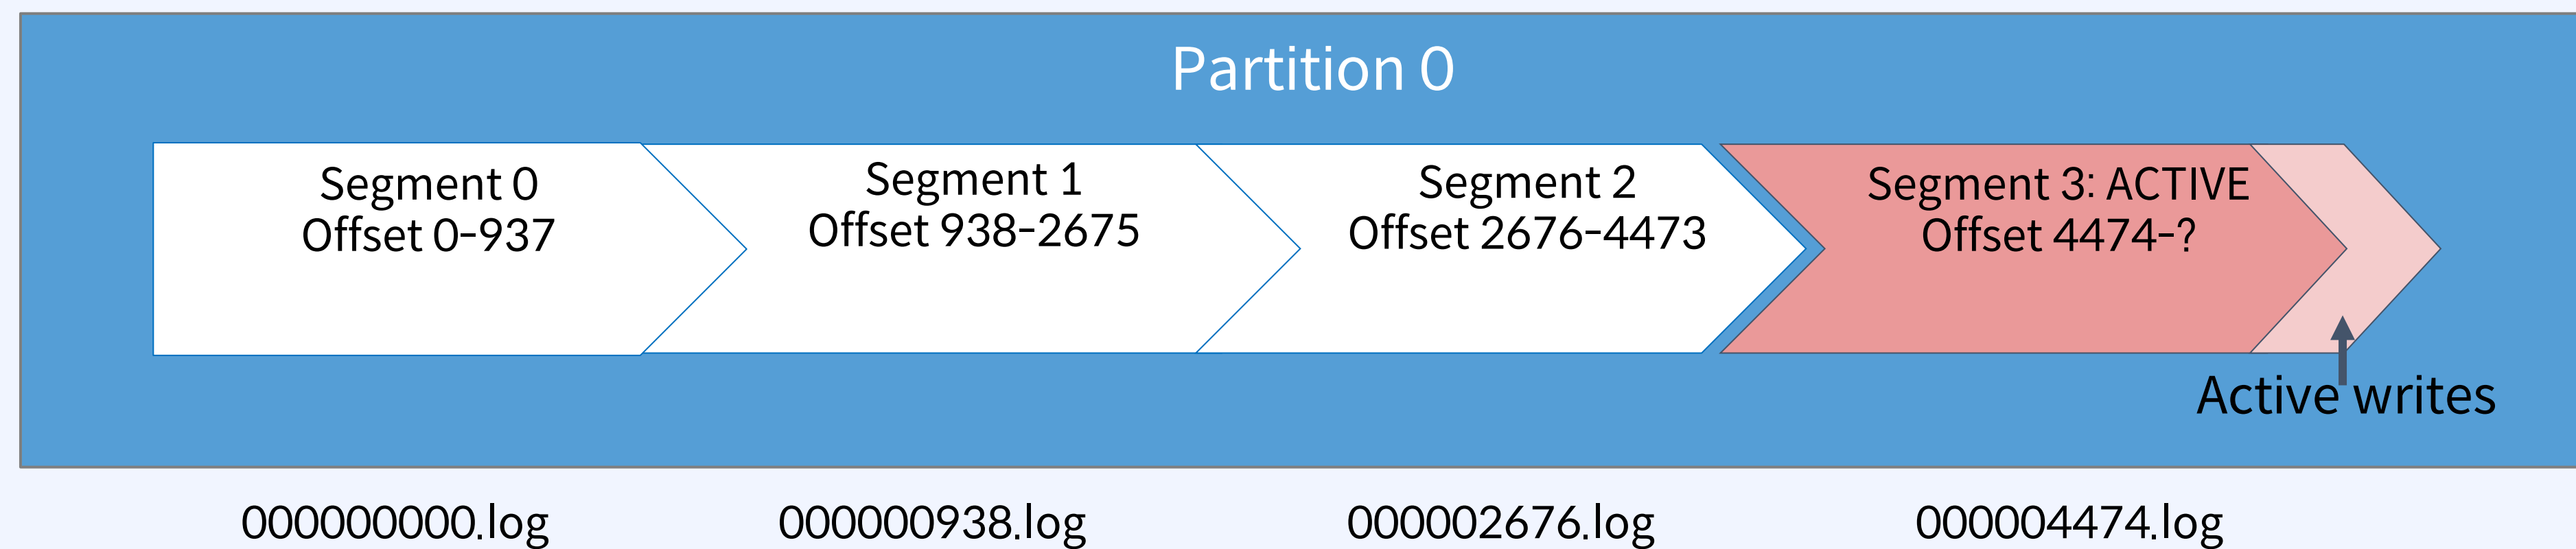 Partition 0
Segment 0
Offset 0-937
Segment 1
Offset 938-2675
Segment 2
Offset 2676-4473
Segment 3: ACTIVE
Offset 4474-?
Active writes
000000000.log
000000938.log
000002676.log
000004474.log